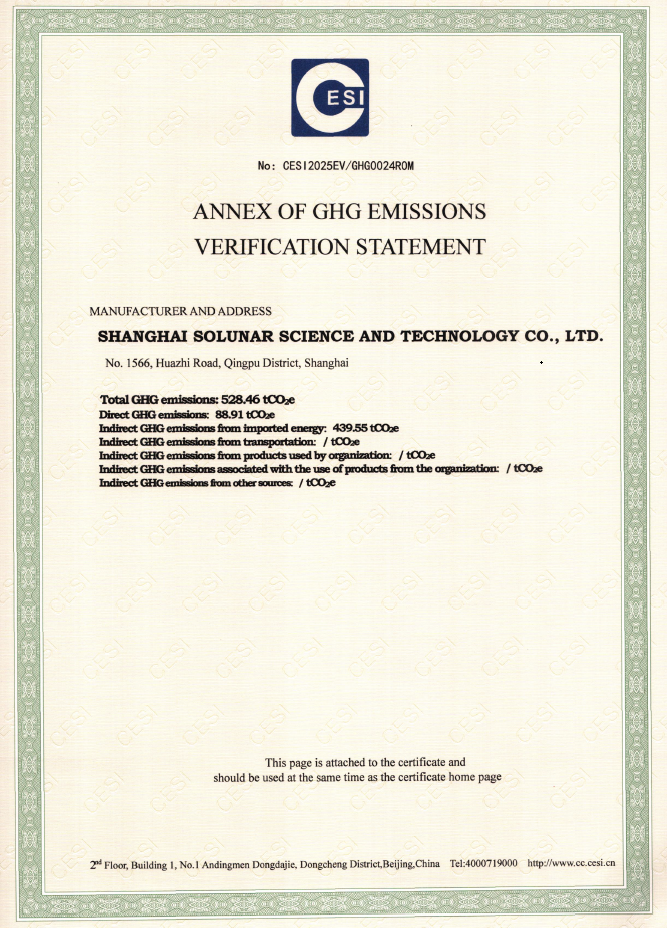 CESI
No: CESI2025EV/GHG0024R0M
ANNEX OF GHG EMISSIONS
VERIFICATION STATEMENT
MANUFACTURER AND ADDRESS
SHANGHAI SOLUNAR SCIENCE AND TECHNOLOGY CO., LTD.
No. 1566, Huazhi Road, Qingpu District, Shanghai
Total GHG emissions: 528.46 tCO₂e
Direct GHG emissions: 88.91 tCO₂e
Indirect GHG emissions from imported energy: 439.55 tCO₂e
Indirect GHG emissions from transportation: / tCO₂e
Indirect GHG emissions from products used by organization: / tCO₂e
Indirect GHG emissions associated with the use of products from the organization: / tCO₂e
Indirect GHG emissions from other sources: / tCO₂e
This page is attached to the certificate and
should be used at the same time as the certificate home page
2nd Floor, Building 1, No.1 Andingmen Dongdajie, Dongcheng District,Beijing,China Tel:4000719000 http://www.cc.cesi.cn